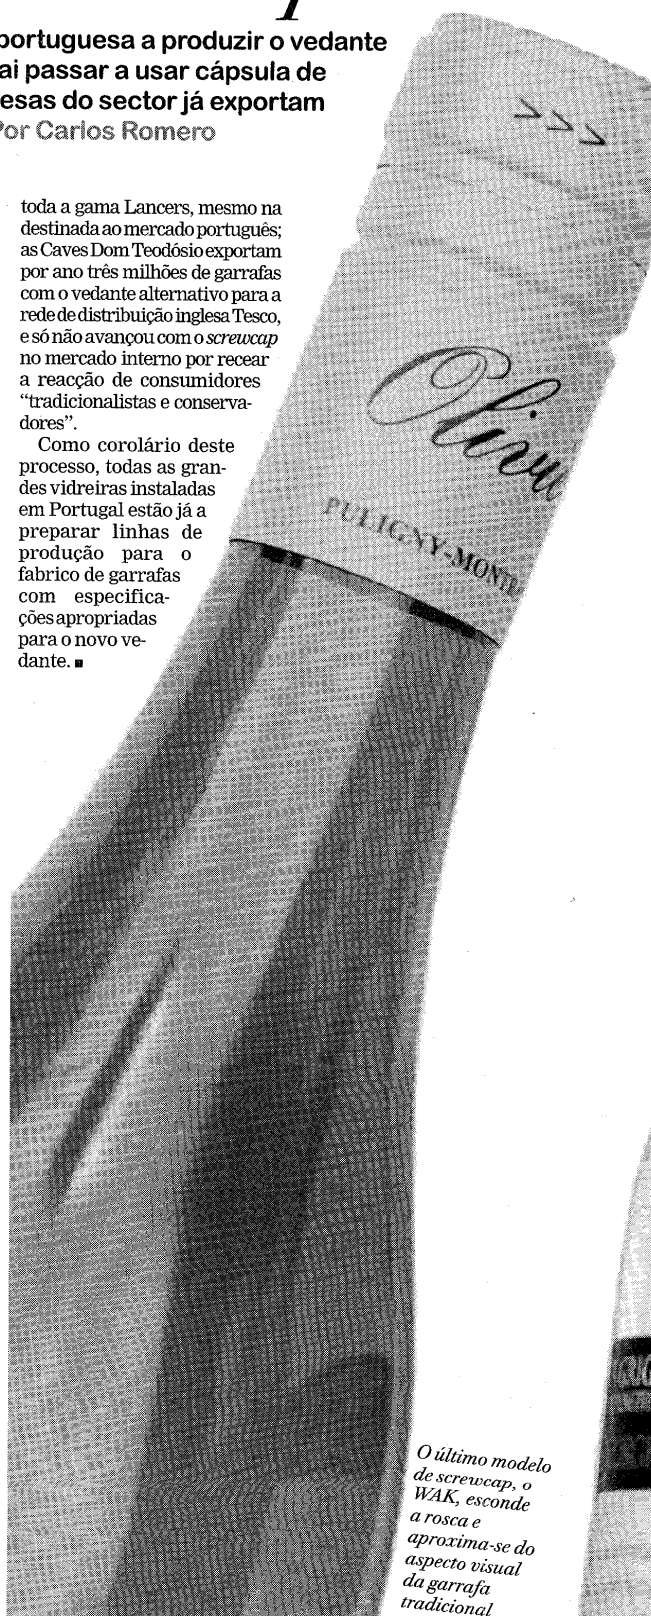 portuguesa a produzir o vedante
ai passar a usar cápsula de
esas do sector já exportam
Por Carlos Romero
toda a gama Lancers, mesmo na
destinada ao mercado português;
as Caves Dom Teodósio exportam
por ano três milhões de garrafas
com o vedante alternativo para a
rede de distribuição inglesa Tesco,
e só não avançou com o screwcap
no mercado interno por recear
a reacção de consumidores
“tradicionalistas e conserva-
dores”.
Como corolário deste
processo, todas as gran-
des vidreiras instaladas
em Portugal estão já a
preparar linhas de
produção para o
fabrico de garrafas
com especifica-
ções apropriadas
para o novo ve-
dante.
>>>
PULIGNY-MONT
O último modelo
de screwcap, o
WAK, esconde
a rosca e
aproxima-se do
aspecto visual
da garrafa
tradicional